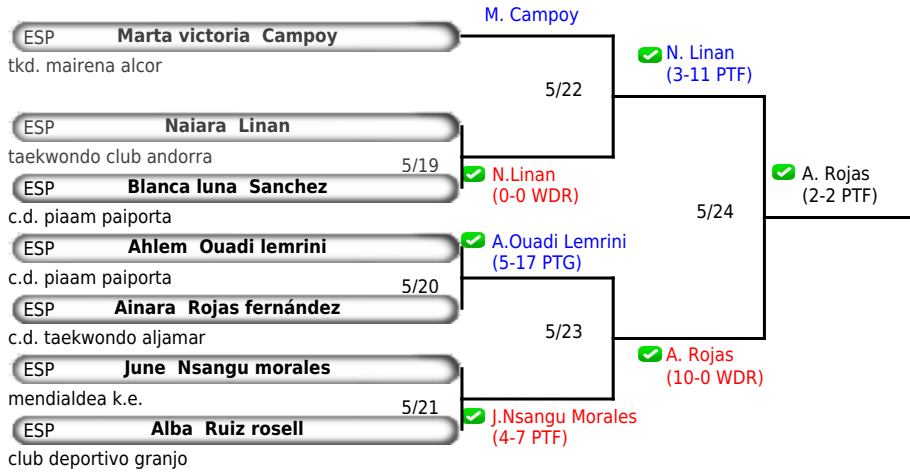 M. Campoy
ESP Marta victoria Campoy
tkd. mairena alcor
N. Linan
(3-11 PTF)
5/22
ESP Naiara Linan
taekwondo club andorra
5/19
N.Linan
(0-0 WDR)
ESP Blanca luna Sanchez
c.d. piaam paiporta
A. Rojas
(2-2 PTF)
5/24
ESP Ahlem Ouadi lemrini
c.d. piaam paiporta
A.Ouadi Lemrini
(5-17 PTG)
5/20
ESP Ainara Rojas fernández
c.d. taekwondo aljamar
5/23
A. Rojas
(10-0 WDR)
ESP June Nsangu morales
mendialdea k.e.
5/21
J.Nsangu Morales
(4-7 PTF)
ESP Alba Ruiz rosell
club deportivo granjo